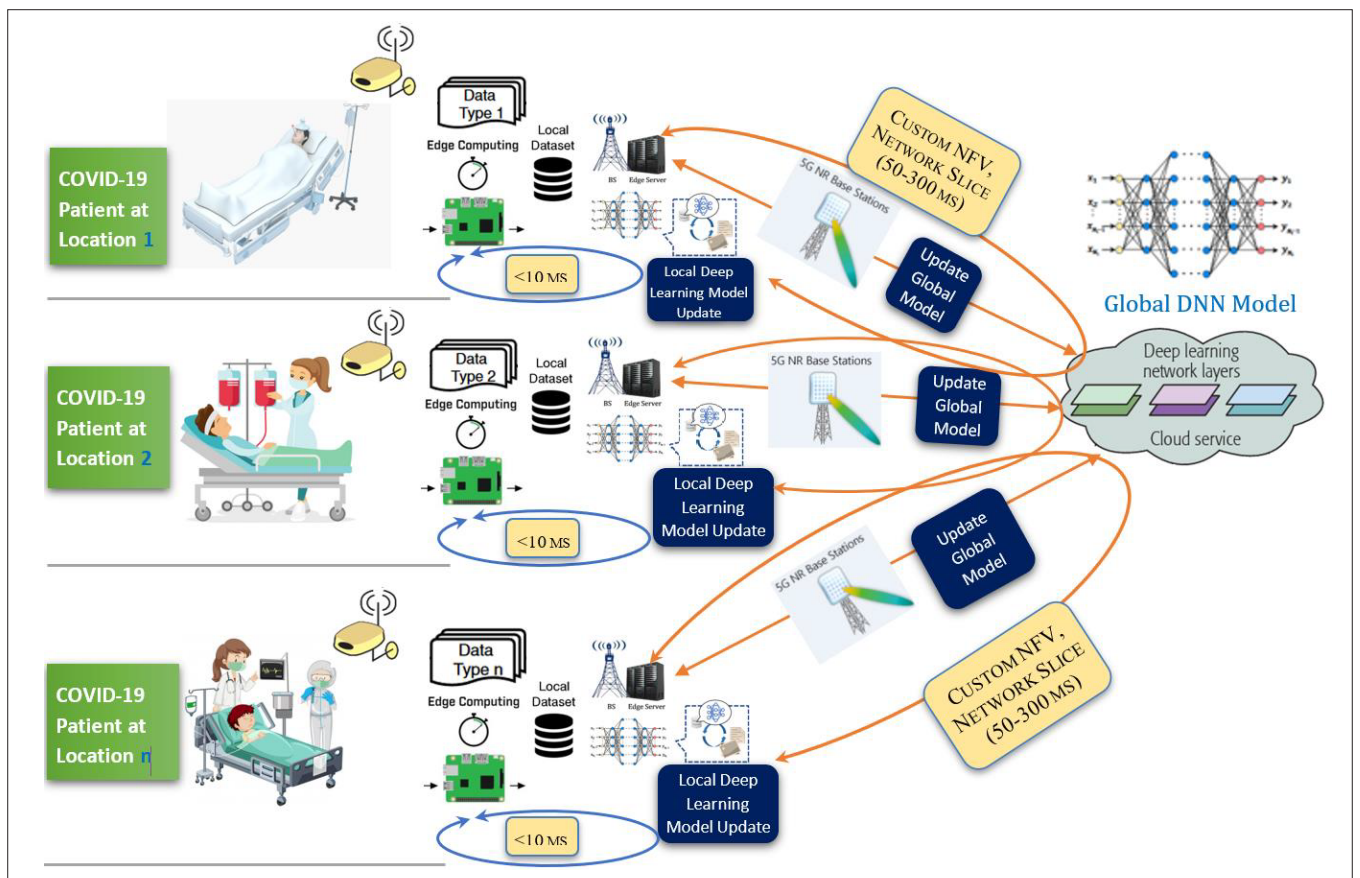 COVID-19
Patient at
Location 1
Data
Type 1
Edge Computing
Local
Dataset
BS Edge Server
<10 MS
Local Deep
Learning Model
Update
5G NR Base Stations
CUSTOM NFV,
NETWORK SLICE
(50-300 MS)
Update
Global
Model
Global DNN Model
Deep learning
network layers
Cloud service
COVID-19
Patient at
Location 2
Data
Type 2
Edge Computing
Local
Dataset
BS Edge Server
<10 MS
Local Deep
Learning
Model Update
5G NR Base Stations
Update
Global
Model
COVID-19
Patient at
Location n
Data
Type n
Edge Computing
Local
Dataset
BS Edge Server
<10 MS
Local Deep
Learning
Model Update
5G NR Base Stations
Update
Global
Model
CUSTOM NFV,
NETWORK SLICE
(50-300 MS)